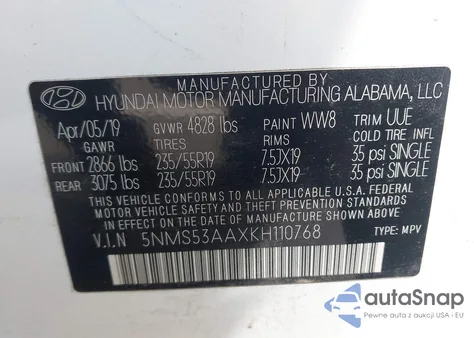 MANUFACTURED BY
HYUNDAI MOTOR MANUFACTURING ALABAMA, LLC
Apr/05/19 GVWR 4828 lbs PAINT WW8 TRIM UUE
GAWR TIRES RIMS COLD TIRE INFL
FRONT 2866 lbs 235/55R19 7.5JX19 35 psi SINGLE
REAR 3075 lbs 235/55R19 7.5JX19 35 psi SINGLE
THIS VEHICLE CONFORMS TO ALL APPLICABLE U.S.A. FEDERAL
MOTOR VEHICLE SAFETY AND THEFT PREVENTION STANDARDS
IN EFFECT ON THE DATE OF MANUFACTURE SHOWN ABOVE.
V.I.N 5NMS53AAXKH110768 TYPE: MPV
autoSnap
Pewne auta z aukcji USA - EU